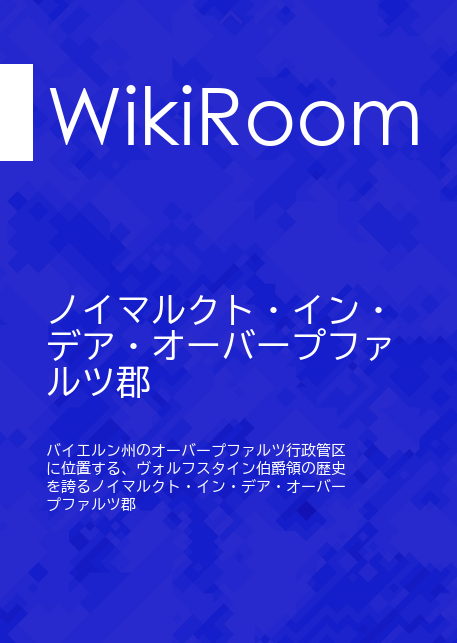 WikiRoom
ノイマルクト・イン・
デア・オーバープファ
ルツ郡
バイエルン州のオーバープファルツ行政管区
に位置する、ヴォルフスタイン伯爵領の歴史
を誇るノイマルクト・イン・デア・オーバー
プファルツ郡